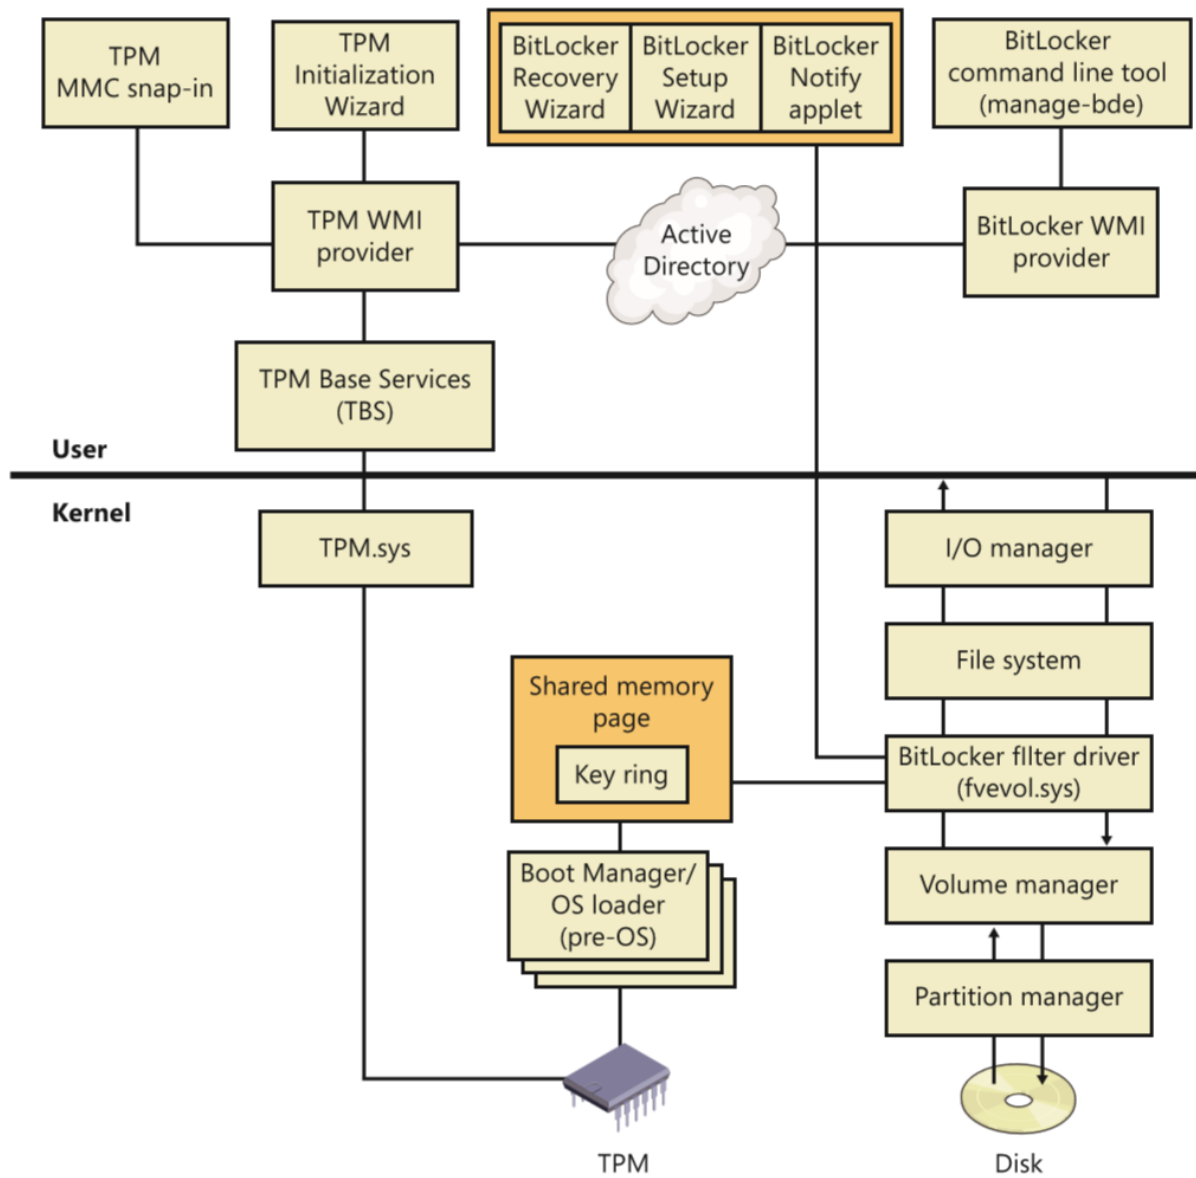 TPM
MMC snap-in
TPM
Initialization
Wizard
BitLocker
Recovery
Wizard
BitLocker
Setup
Wizard
BitLocker
Notify
applet
BitLocker
command line tool
(manage-bde)
TPM WMI
provider
Active
Directory
BitLocker WMI
provider
TPM Base Services
(TBS)
User
Kernel
TPM.sys
I/O manager
File system
Shared memory
page
Key ring
BitLocker fllter driver
(fvevol.sys)
Boot Manager/
OS loader
(pre-OS)
Volume manager
Partition manager
TPM
Disk